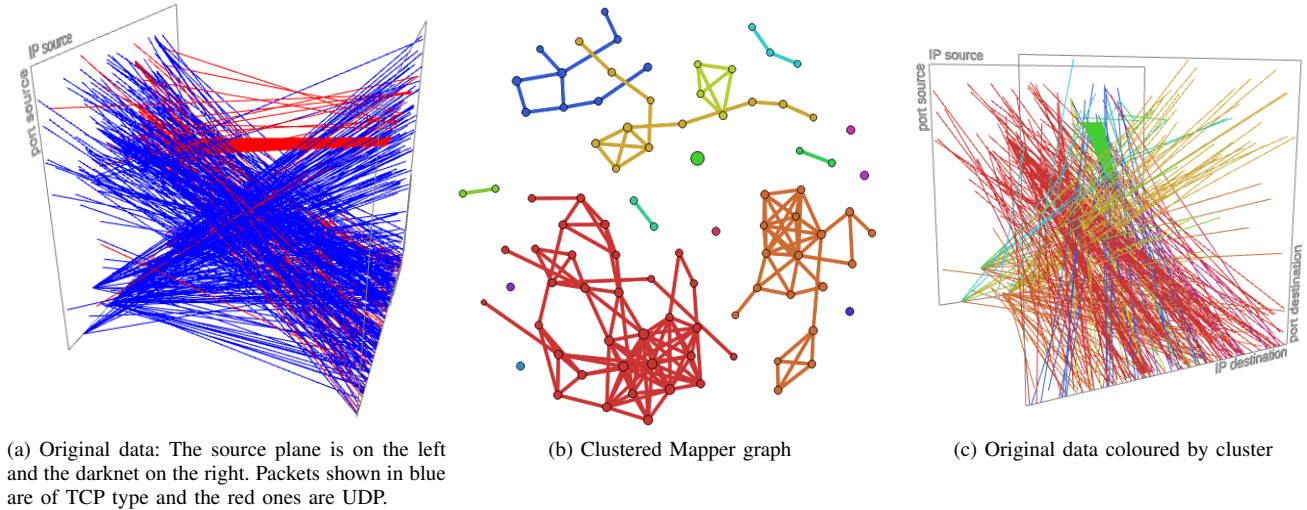 IP source
port source
IP source
port source
port destination
IP destination
(a) Original data: The source plane is on the left
and the darknet on the right. Packets shown in blue
are of TCP type and the red ones are UDP.
(b) Clustered Mapper graph
(c) Original data coloured by cluster